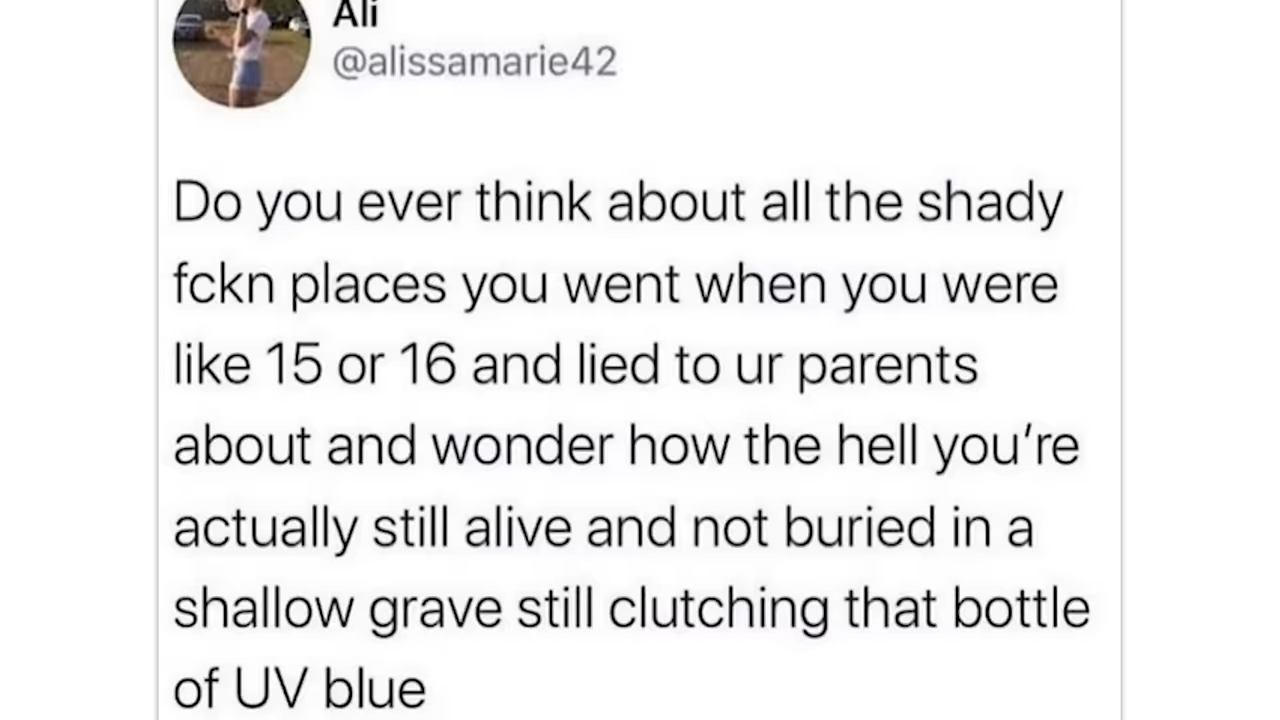 Ali
@alissamarie42
Do you ever think about all the shady
fckn places you went when you were
like 15 or 16 and lied to ur parents
about and wonder how the hell you're
actually still alive and not buried in a
shallow grave still clutching that bottle
of UV blue